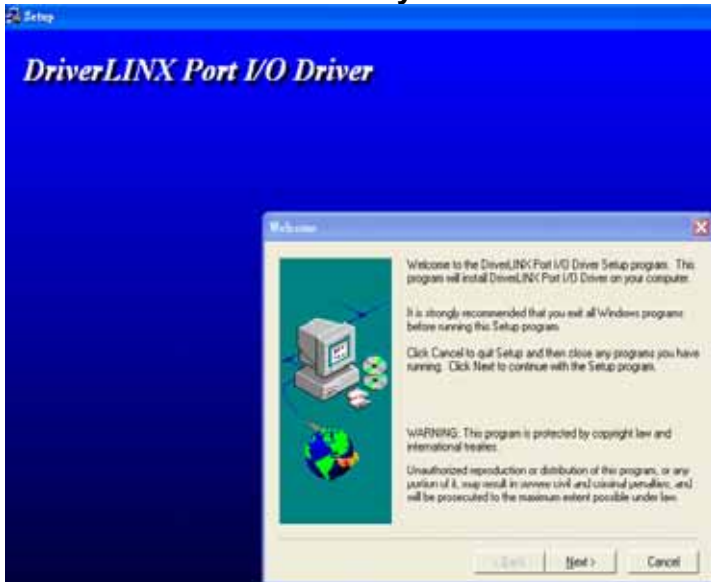 Setup
DriverLINX Port I/O Driver
Welcome
Welcome to the DriverLINX Port I/O Driver Setup program. This
program will install DriverLINX Port I/O Driver on your computer.
It is strongly recommended that you exit all Windows programs
before running this Setup program.
Click Cancel to quit Setup and then close any programs you have
running. Click Next to continue with the Setup program.
WARNING: This program is protected by copyright law and
international treaties.
Unauthorized reproduction or distribution of this program, or any
portion of it, may result in severe civil and criminal penalties, and
will be prosecuted to the maximum extent possible under law.
< Back
Next >
Cancel